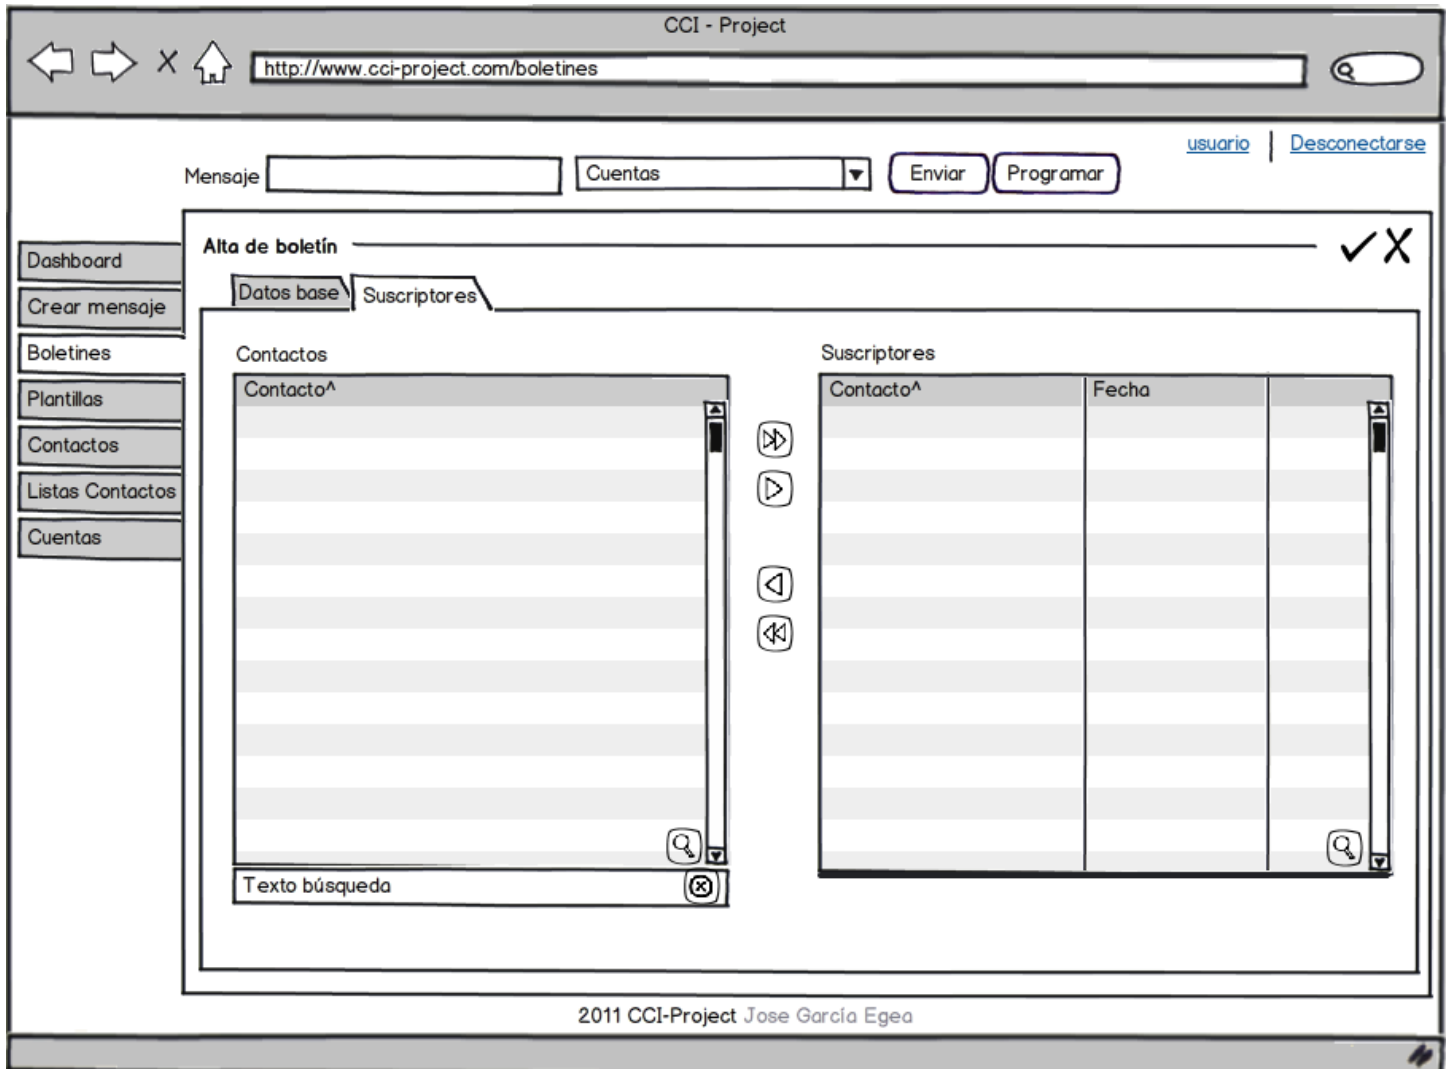 CCI - Project
http://www.cci-project.com/boletines
usuario | Desconectarse
Mensaje Cuentas Enviar Programar
Alta de boletín
Datos base Suscriptores
Dashboard
Crear mensaje
Boletines
Plantillas
Contactos
Listas Contactos
Cuentas
Contactos
Contacto^
Texto búsqueda
Suscriptores
Contacto^ Fecha
2011 CCI-Project Jose García Egea